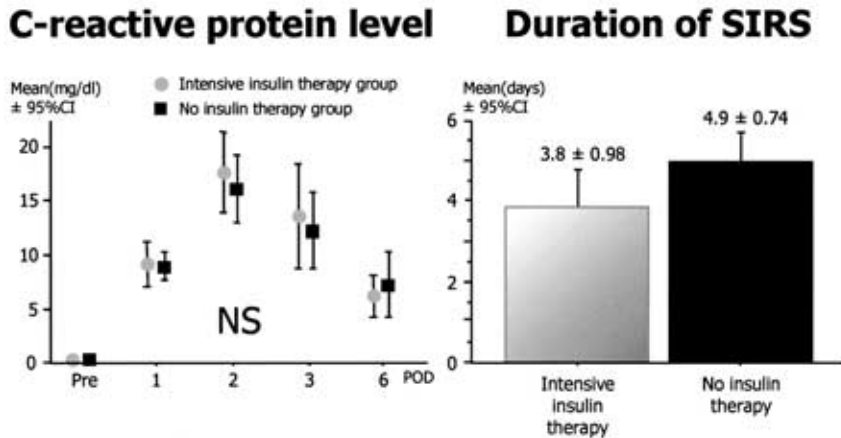 C-reactive protein level
Mean(mg/dl)
± 95%CI
Intensive insulin therapy group
No insulin therapy group
20
15
10
5
0
NS
Pre 1 2 3 6 POD
Duration of SIRS
Mean(days)
± 95%CI
6
4
2
0
3.8 ± 0.98
4.9 ± 0.74
Intensive
insulin
therapy
No insulin
therapy